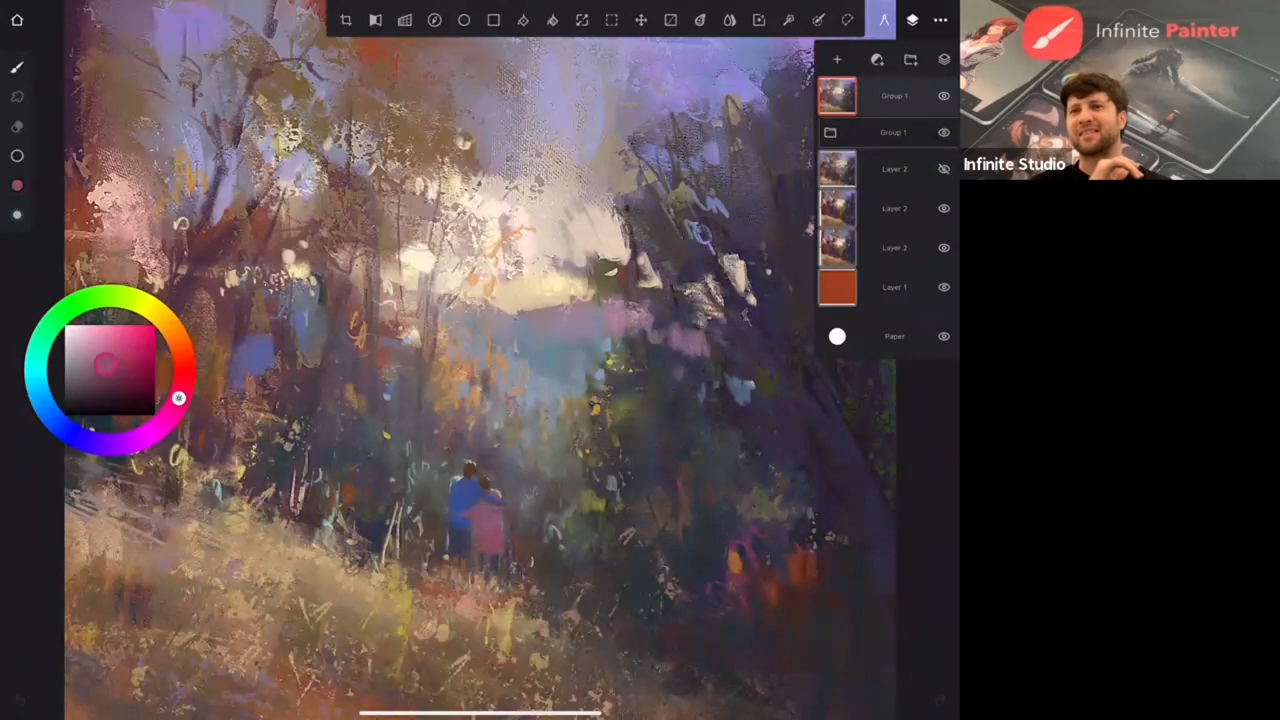 Infinite Painter
Group 1
Group 1
Infinite Studio
Layer 2
Layer 2
Layer 2
Layer 1
Paper